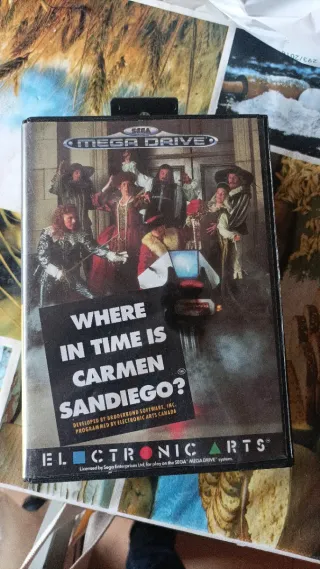 SEGA
MEGA DRIVE
WHERE
IN TIME IS
CARMEN
SANDIEGO?
DEVELOPED BY BRØDERBUND SOFTWARE, INC.
PROGRAMMED BY ELECTRONIC ARTS CANADA
ELECTRONIC ARTS®
Licensed by Sega Enterprises Ltd. for play on the SEGA MEGA DRIVE system.